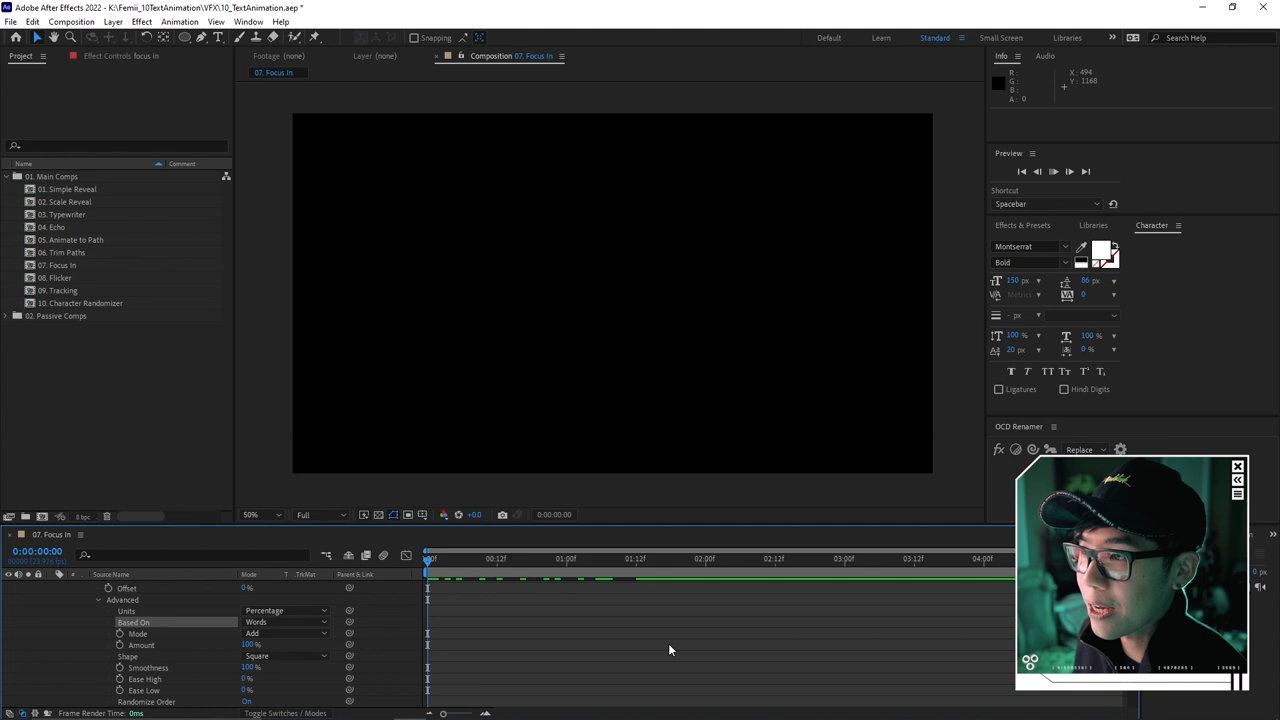 Adobe After Effects 2022 - K:\Femii_10TextAnimation\VFX\10_TextAnimation.aep *
File Edit Composition Layer Effect Animation View Window Help
Snapping Default Learn Standard Small Screen Libraries Search Help
Project Effect Controls focus in Footage (none) Layer (none) Composition 07. Focus In Info Audio
07. Focus In
R :
G :
B :
A : 0
X : 494
Y : 1168
Name Comment
01. Main Comps
01. Simple Reveal
02. Scale Reveal
03. Typewriter
04. Echo
05. Animate to Path
06. Trim Paths
07. Focus In
08. Flicker
09. Tracking
10. Character Randomizer
02. Passive Comps
Preview
Shortcut
Spacebar
Effects & Presets Libraries Character
Montserrat
Bold
150 px 86 px
Metrics 0
- px
100 % 100 %
20 px 0 %
Ligatures Hindi Digits
OCD Renamer
Replace
8 bpc
50% Full +0.0 0:00:00:00
07. Focus In
0:00:00:00
00000 (23.976 fps)
00:12f 01:00f 01:12f 02:00f 02:12f 03:00f 03:12f 04:00f
# Source Name Mode T .TrkMat Parent & Link
Offset 0%
Advanced
Units Percentage
Based On Words
Mode Add
Amount 100 %
Shape Square
Smoothness 100 %
Ease High 0 %
Ease Low 0 %
Randomize Order On
Frame Render Time: 0ms Toggle Switches / Modes